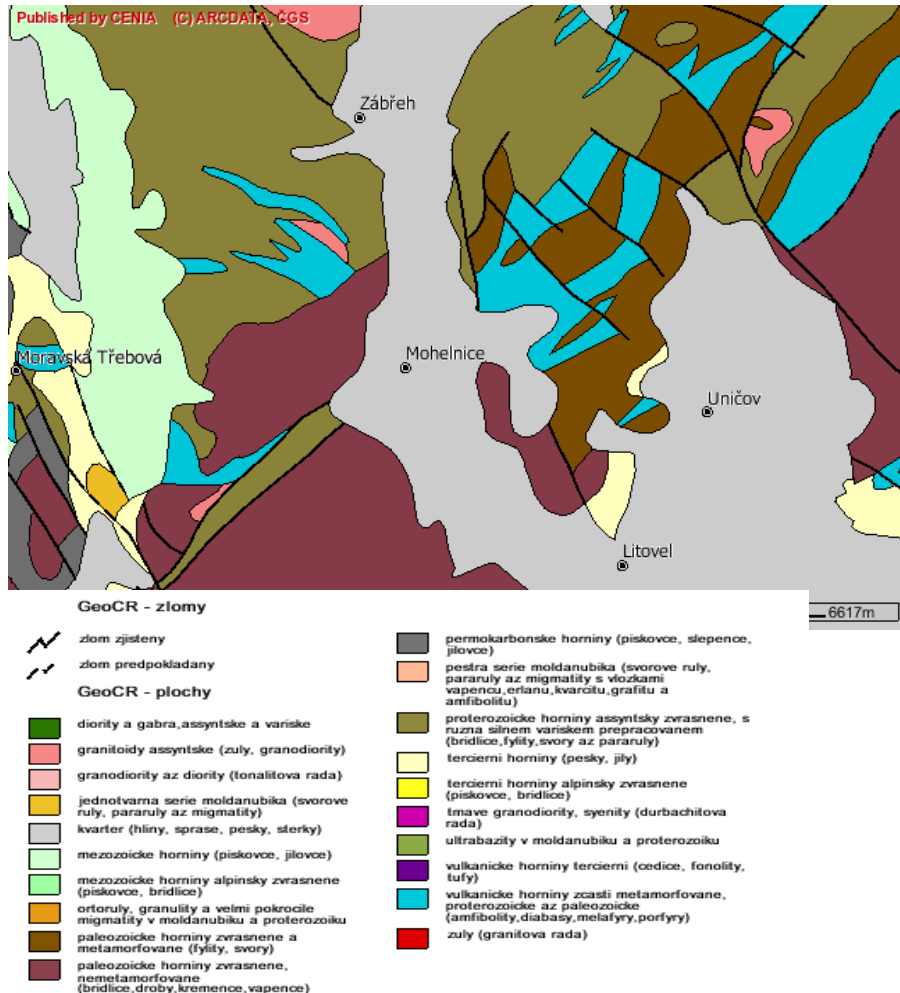 Published by CENIA (C) ARCDATA, ČGS
Zábřeh
Moravská Třebová
Mohelnice
Uničov
Litovel
6617m
GeoCR - zlomy
zlom zjisteny
zlom predpokladany
GeoCR - plochy
diority a gabra,assyntske a variske
granitoidy assyntske (zuly, granodiority)
granodiority az diority (tonalitova rada)
jednotvarna serie moldanubika (svorove
ruly, pararuly az migmatity)
kvarter (hliny, sprase, pesky, sterky)
mezozoicke horniny (piskovce, jilovce)
mezozoicke horniny alpinsky zvrasnene
(piskovce, bridlice)
ortoruly, granulity a velmi pokrocile
migmatity v moldanubiku a proterozoiku
paleozoicke horniny zvrasnene a
metamorfovane (fylity, svory)
paleozoicke horniny zvrasnene,
nemetamorfovane
(bridlice,droby,kremence,vapence)
permokarbonske horniny (piskovce, slepence,
jilovce)
pestra serie moldanubika (svorove ruly,
pararuly az migmatity s vlozkami
vapencu,erlanu,kvarcitu,grafitu a
amfibolitu)
proterozoicke horniny assyntsky zvrasnene, s
ruzna silnem variskem prepracovanem
(bridlice,fylity,svory az pararuly)
tercierni horniny (pesky, jily)
tercierni horniny alpinsky zvrasnene
(piskovce, bridlice)
tmave granodiority, syenity (durbachitova
rada)
ultrabazity v moldanubiku a proterozoiku
vulkanicke horniny tercierni (cedice, fonolity,
tufy)
vulkanicke horniny zcasti metamorfovane,
proterozoicke az paleozoicke
(amfibolity,diabasy,melafyry,porfyry)
zuly (granitova rada)